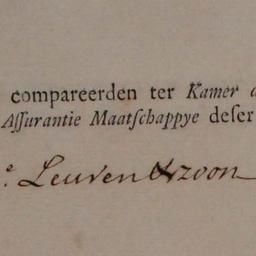 compareerden ter Kamer
Aſſurantie Maatſchappye deſer
Leuven & zoon